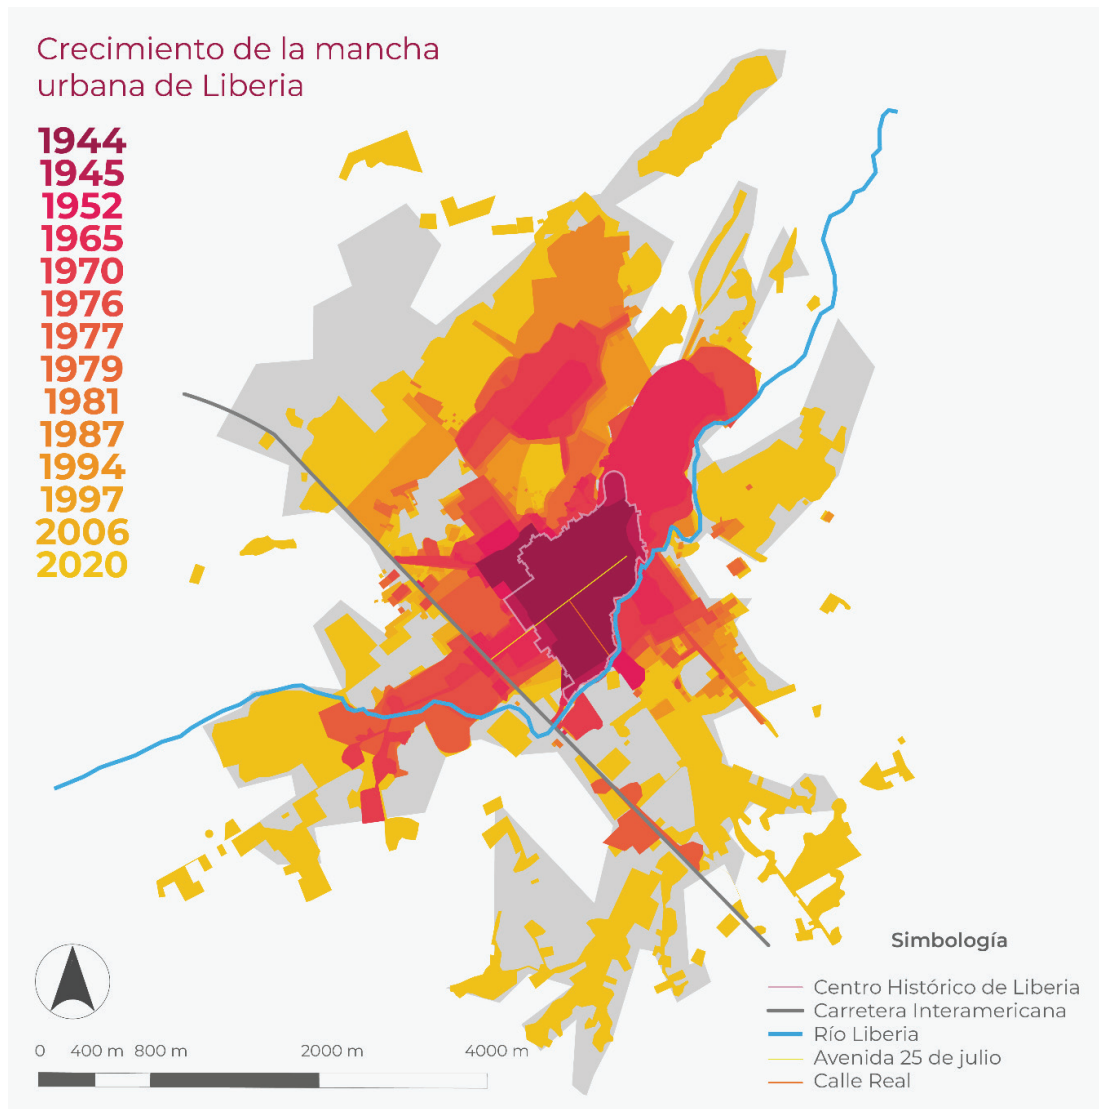 Crecimiento de la mancha
urbana de Liberia
1944
1945
1952
1965
1970
1976
1977
1979
1981
1987
1994
1997
2006
2020
Simbología
Centro Histórico de Liberia
Carretera Interamericana
Río Liberia
Avenida 25 de julio
Calle Real
0 400 m 800 m 2000 m 4000 m